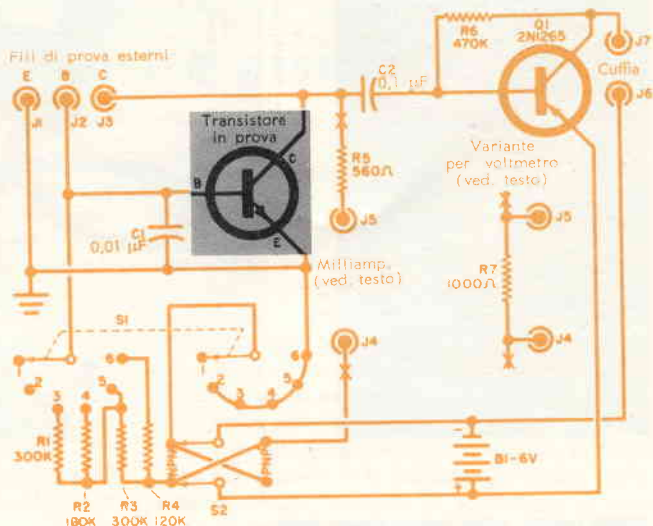 R6
470K
Q1
2N1265
J7
Fili di prova esterni
E
B
C
C2
0,1 µF
Cuffia
J1
J2
J3
J6
Transistore
in prova
Variante
per voltmetro
(ved. testo)
C
B
E
R5
560Ω
J5
J5
C1
0,01 µF
Milliamp.
(ved. testo)
R7
1000Ω
J4
J4
S1
1
2
3
4
5
6
1
2
3
4
5
6
R1
300K
R2
180K
R3
300K
R4
120K
S2
-
+
B1-6V